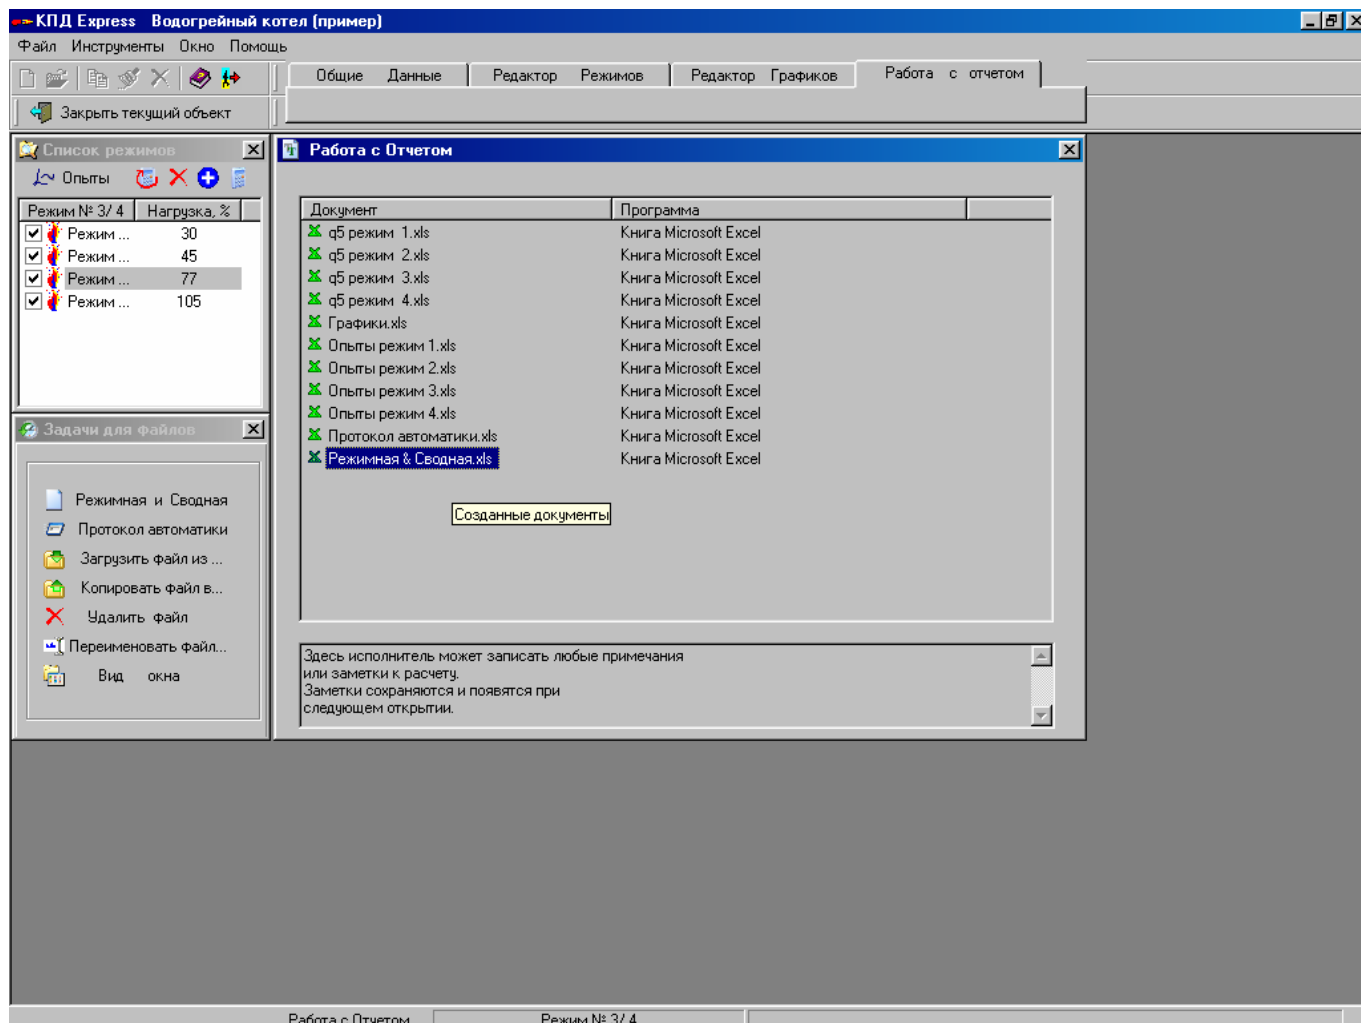 КПД Express Водогрейный котел (пример)
Файл Инструменты Окно Помощь
Общие Данные Редактор Режимов Редактор Графиков Работа с отчетом
Закрыть текущий объект
Список режимов
Опыты
Режим № 3/ 4 Нагрузка, %
Режим ... 30
Режим ... 45
Режим ... 77
Режим ... 105
Задачи для файлов
Режимная и Сводная
Протокол автоматики
Загрузить файл из ...
Копировать файл в...
Удалить файл
Переименовать файл...
Вид окна
Работа с Отчетом
Документ Программа
q5 режим 1.xls Книга Microsoft Excel
q5 режим 2.xls Книга Microsoft Excel
q5 режим 3.xls Книга Microsoft Excel
q5 режим 4.xls Книга Microsoft Excel
Графики.xls Книга Microsoft Excel
Опыты режим 1.xls Книга Microsoft Excel
Опыты режим 2.xls Книга Microsoft Excel
Опыты режим 3.xls Книга Microsoft Excel
Опыты режим 4.xls Книга Microsoft Excel
Протокол автоматики.xls Книга Microsoft Excel
Режимная & Сводная.xls Книга Microsoft Excel
Созданные документы
Здесь исполнитель может записать любые примечания
или заметки к расчету.
Заметки сохраняются и появятся при
следующем открытии.
Работа с Отчетом Режим № 3/ 4